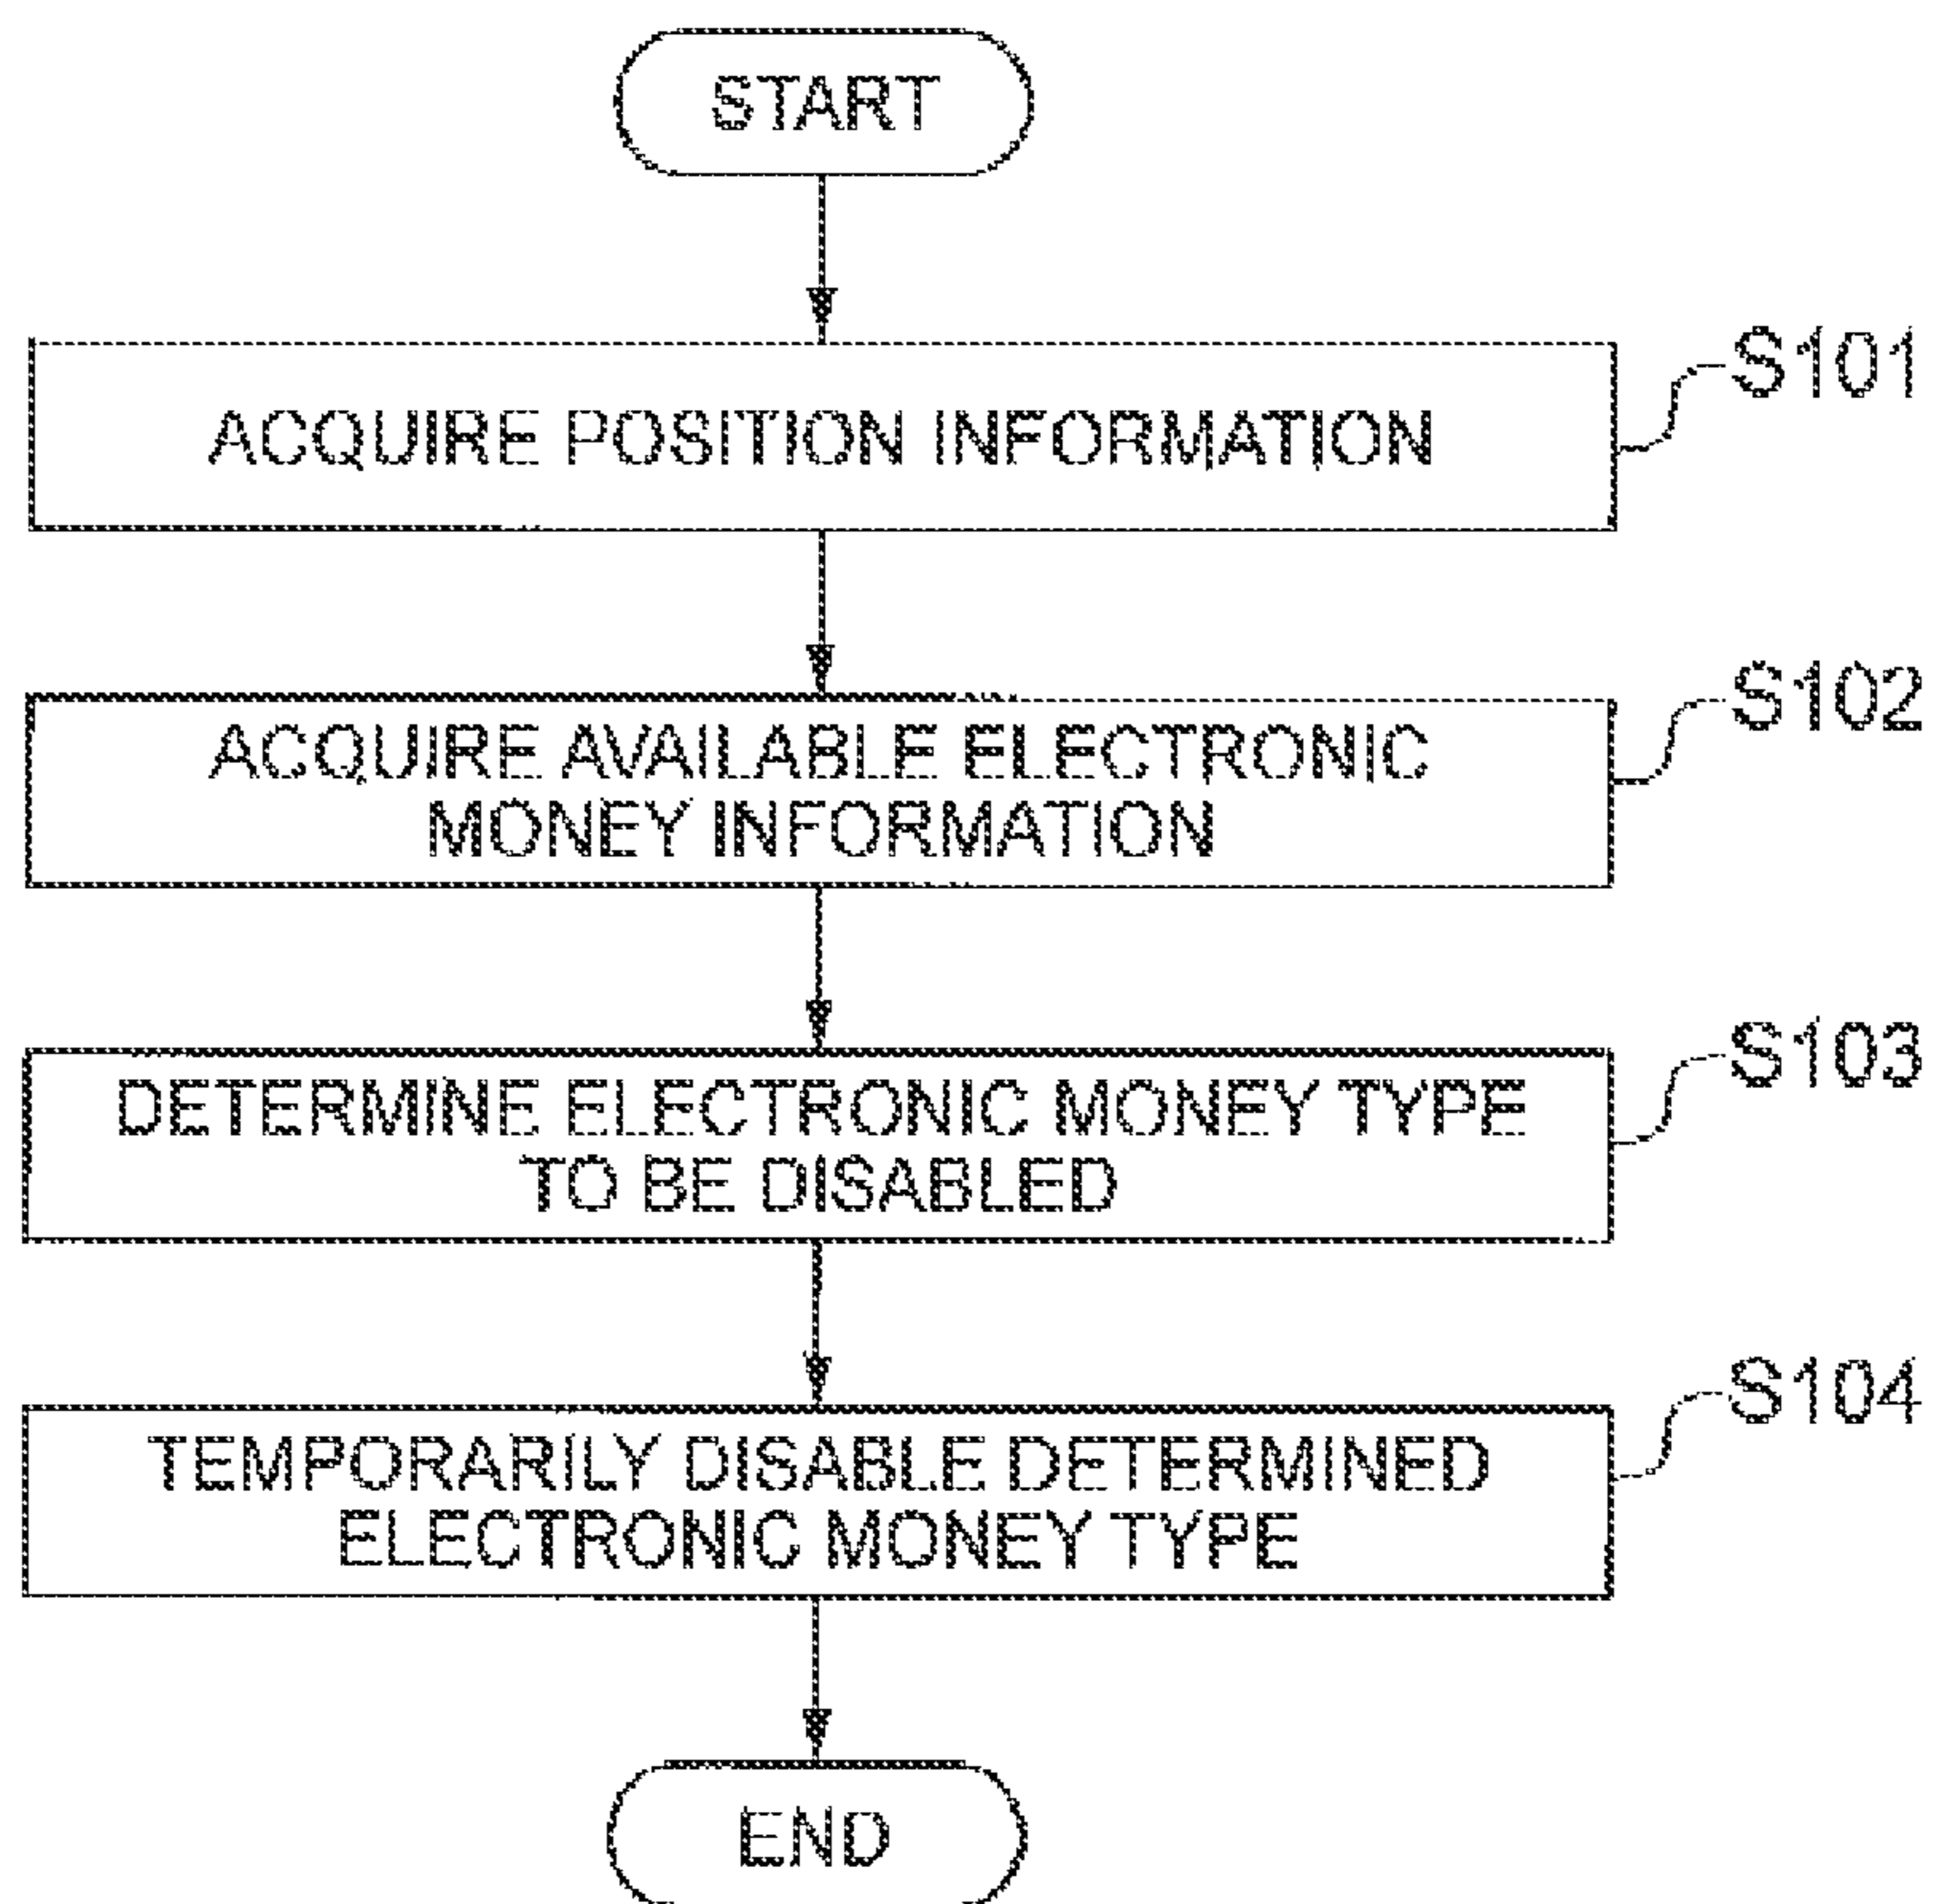 START
S101
ACQUIRE POSITION INFORMATION
S102
ACQUIRE AVAILABLE ELECTRONIC
MONEY INFORMATION
S103
DETERMINE ELECTRONIC MONEY TYPE
TO BE DISABLED
S104
TEMPORARILY DISABLE DETERMINED
ELECTRONIC MONEY TYPE
END